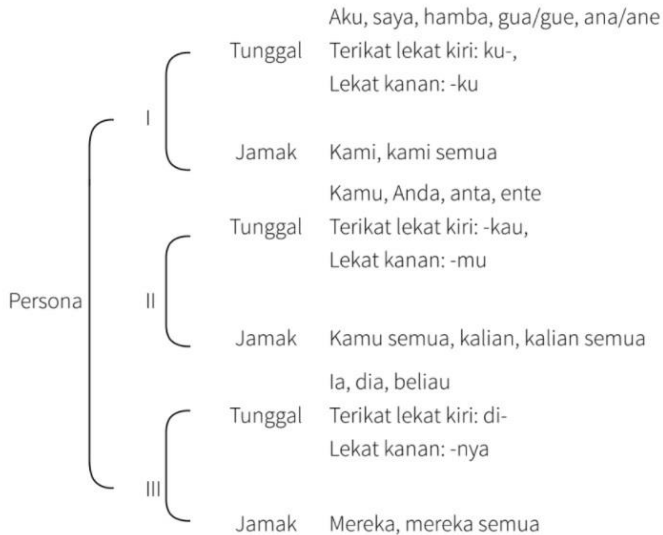 Aku, saya, hamba, gua/gue, ana/ane
Tunggal Terikat lekat kiri: ku-,
Lekat kanan: -ku
I
Jamak Kami, kami semua
Kamu, Anda, anta, ente
Tunggal Terikat lekat kiri: -kau,
Lekat kanan: -mu
Persona II
Jamak Kamu semua, kalian, kalian semua
Ia, dia, beliau
Tunggal Terikat lekat kiri: di-
Lekat kanan: -nya
III
Jamak Mereka, mereka semua